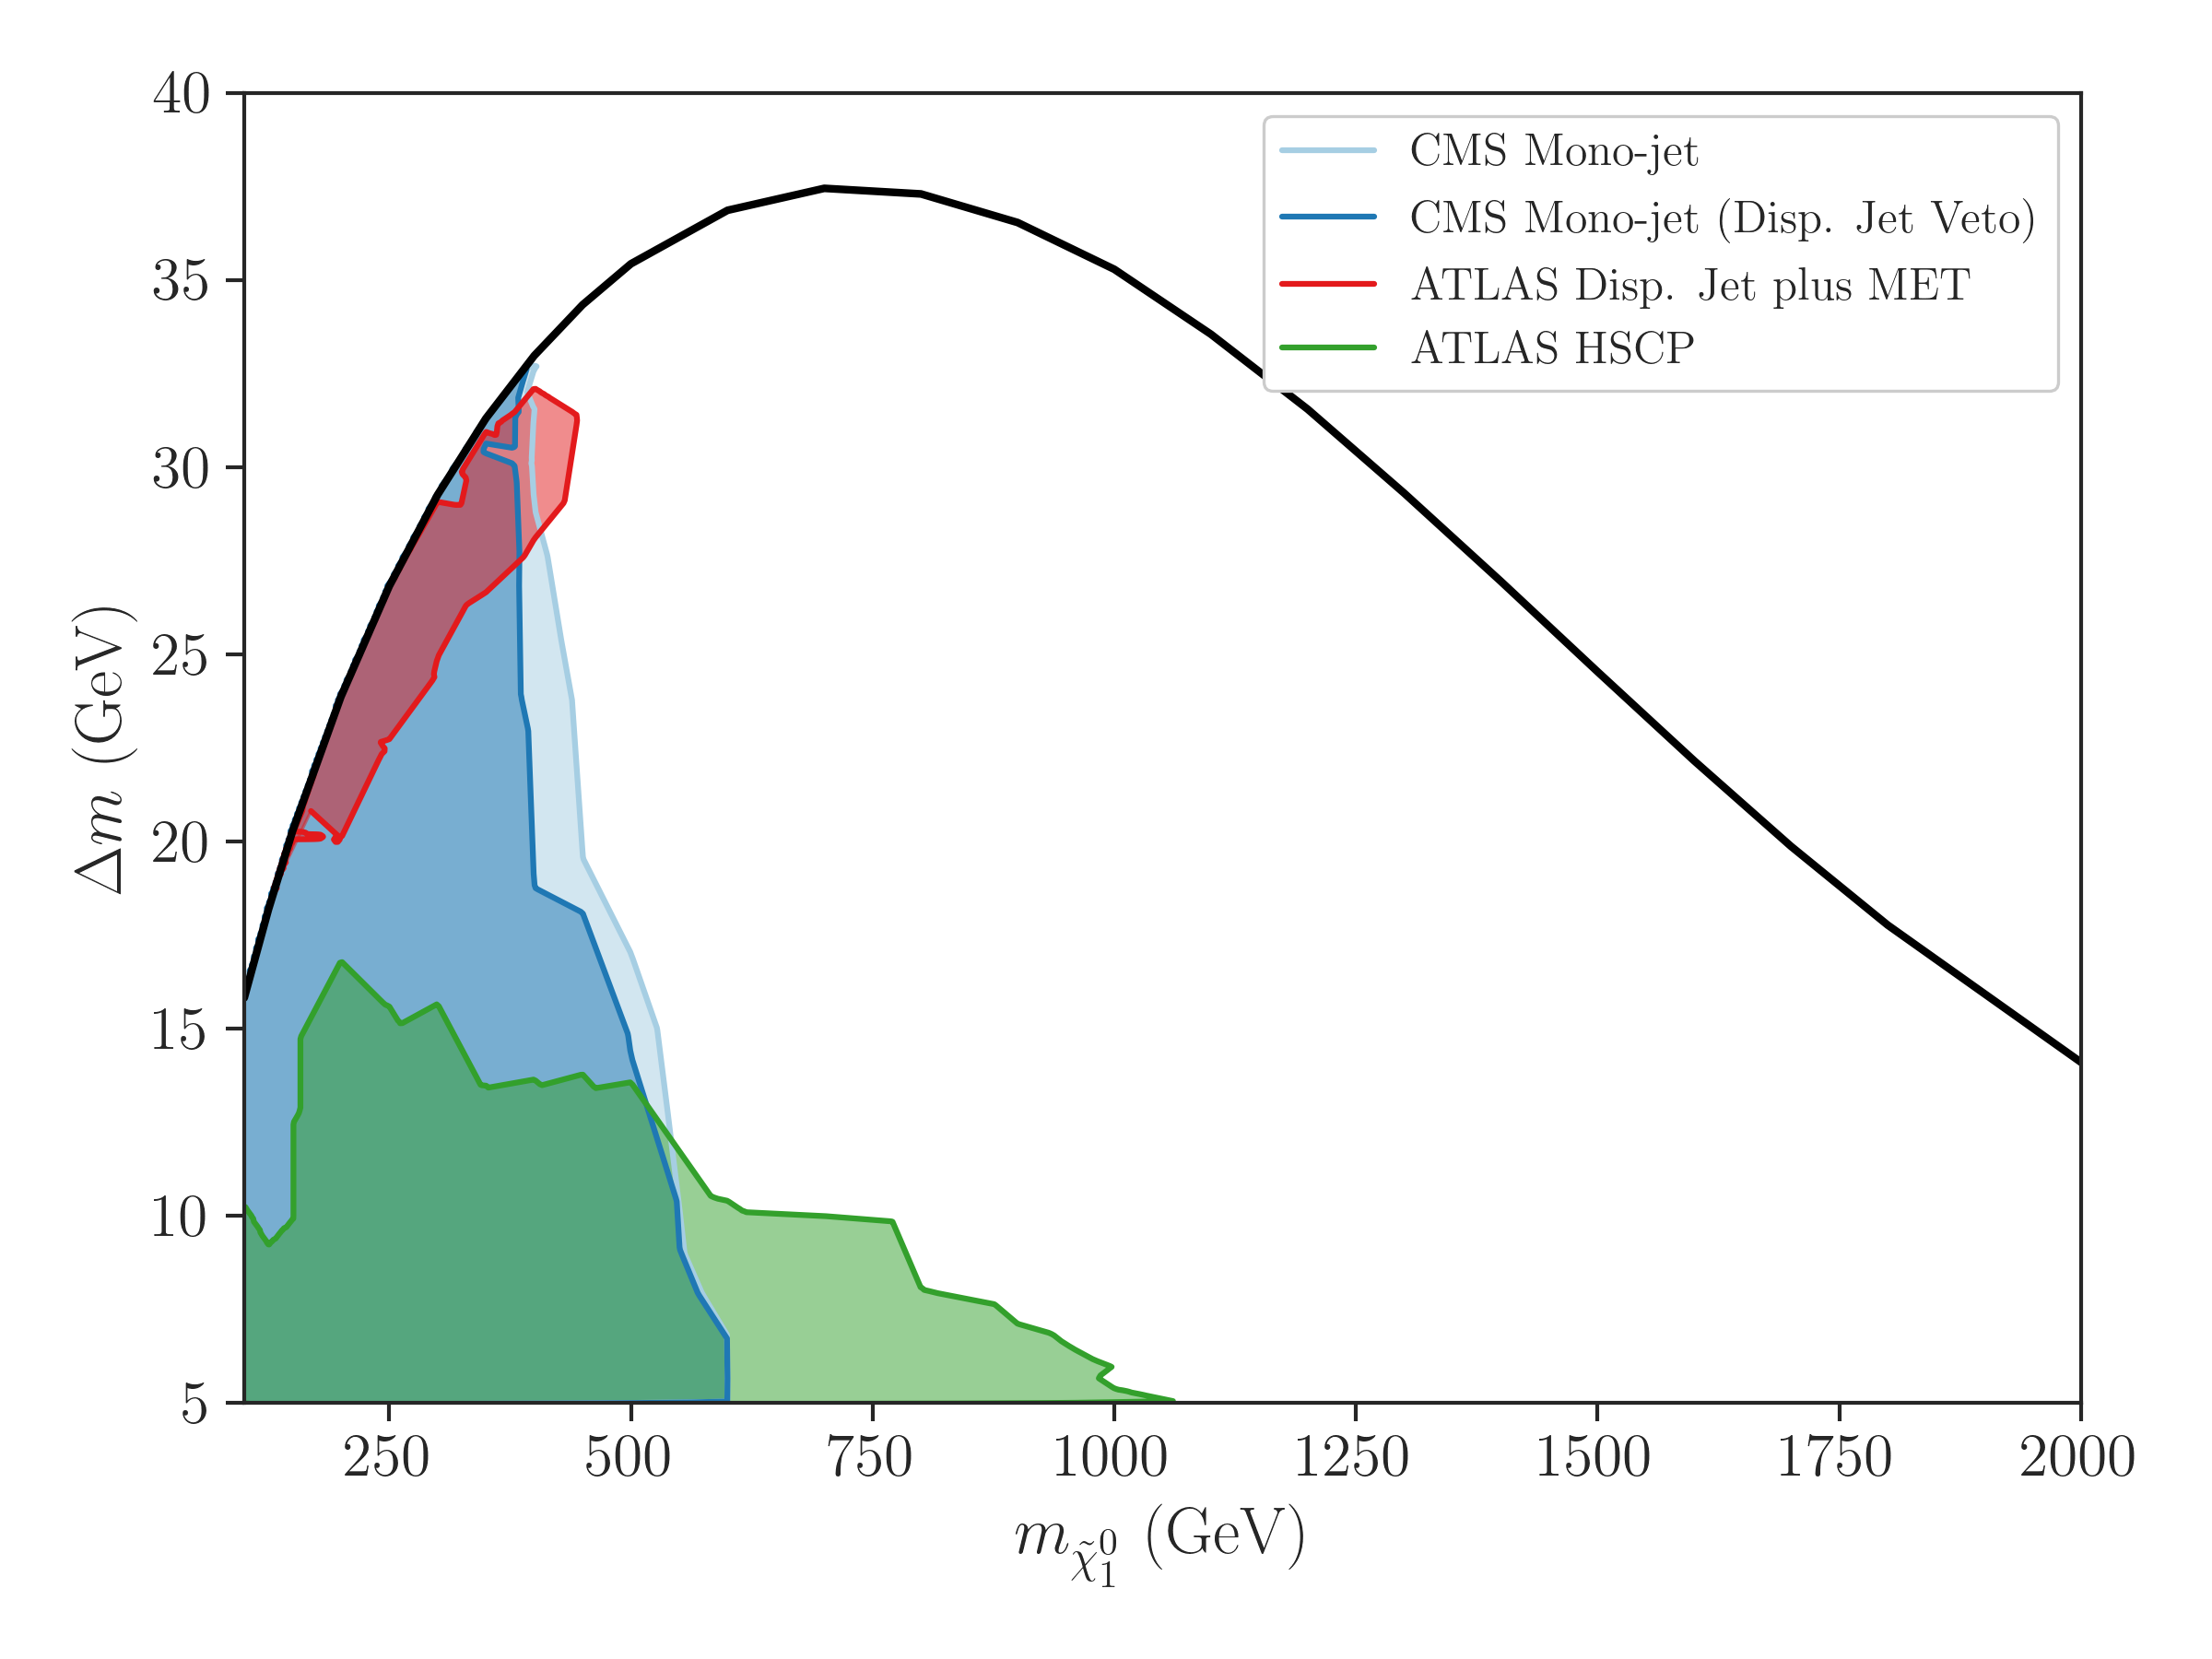 40
35
30
25
20
15
10
5
Δm (GeV)
CMS Mono-jet
CMS Mono-jet (Disp. Jet Veto)
ATLAS Disp. Jet plus MET
ATLAS HSCP
250 500 750 1000 1250 1500 1750 2000
m_{\tilde{χ}_1^0} (GeV)